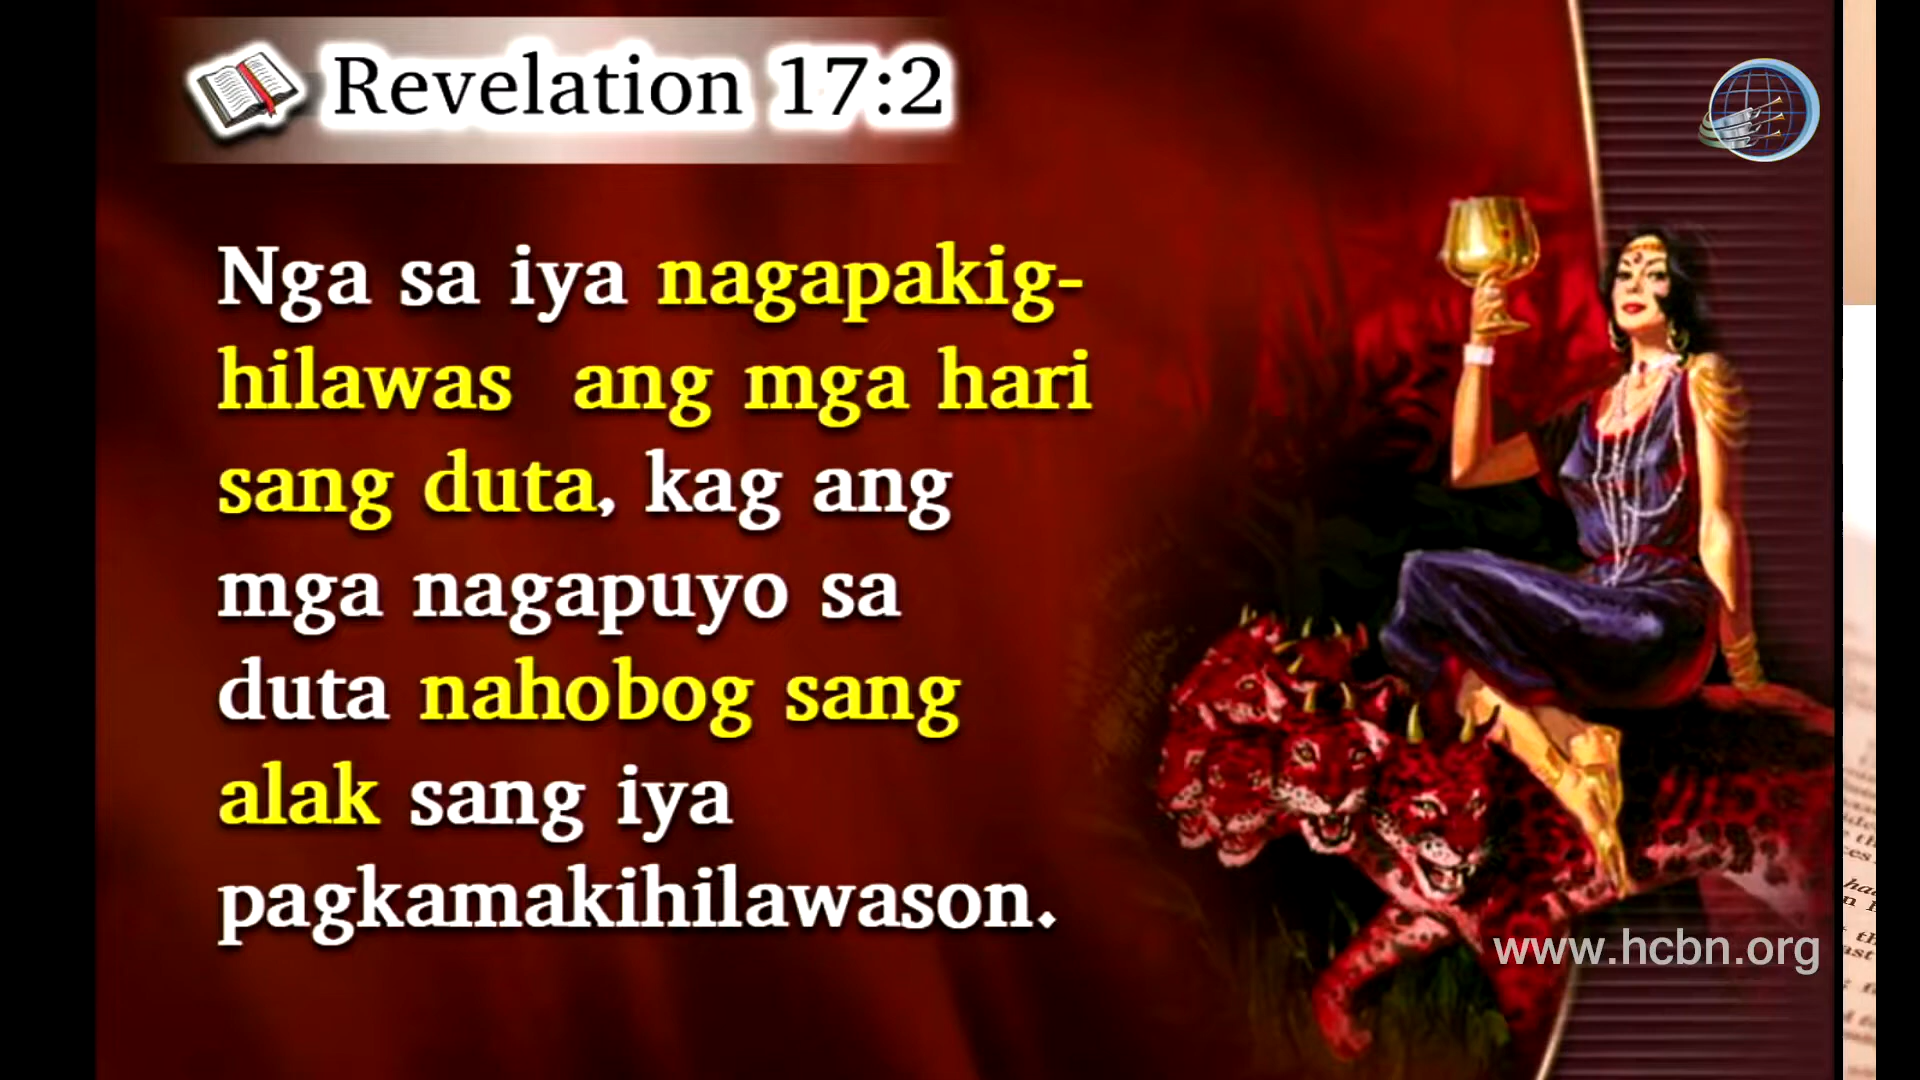 Revelation 17:2
Nga sa iya nagapakig-
hilawas ang mga hari
sang duta, kag ang
mga nagapuyo sa
duta nahobog sang
alak sang iya
pagkamakihilawason.
www.hcbn.org